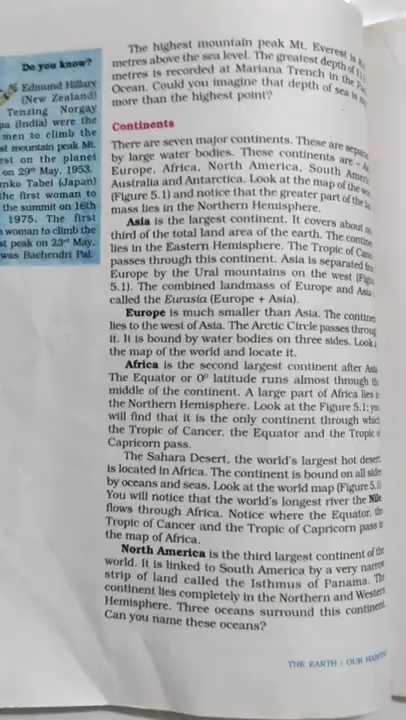 Do you know?
Edmund Hillary
(New Zealand)
Tenzing Norgay
(India) were the
men to climb the
mountain peak Mt.
on the planet
on 29th May, 1953.
Tabei (Japan)
the first woman to
the summit on 16th
1975. The first
woman to climb the
peak on 23rd May,
was Bachendri Pal.
The highest mountain peak Mt. Everest is
metres above the sea level. The greatest depth of
metres is recorded at Mariana Trench in the
Ocean. Could you imagine that depth of sea is
more than the highest point?
Continents
There are seven major continents. These are
by large water bodies. These continents are –
Europe, Africa, North America, South
Australia and Antarctica. Look at the map of the
(Figure 5.1) and notice that the greater part of the
mass lies in the Northern Hemisphere.
Asia is the largest continent. It covers about
third of the total land area of the earth. The
lies in the Eastern Hemisphere. The Tropic of
passes through this continent. Asia is separated
Europe by the Ural mountains on the west
5.1). The combined landmass of Europe and Asia
called the Eurasia (Europe + Asia).
Europe is much smaller than Asia. The
lies to the west of Asia. The Arctic Circle passes
it. It is bound by water bodies on three sides. Look
the map of the world and locate it.
Africa is the second largest continent after Asia
The Equator or 0° latitude runs almost through
middle of the continent. A large part of Africa lies
the Northern Hemisphere. Look at the Figure 5.1;
will find that it is the only continent through which
the Tropic of Cancer, the Equator and the Tropic
Capricorn pass.
The Sahara Desert, the world's largest hot desert
is located in Africa. The continent is bound on all sides
by oceans and seas. Look at the world map (Figure 5.1)
You will notice that the world's longest river the Nile,
flows through Africa. Notice where the Equator, the
Tropic of Cancer and the Tropic of Capricorn pass in
the map of Africa.
North America is the third largest continent of the
world. It is linked to South America by a very narrow
strip of land called the Isthmus of Panama. The
continent lies completely in the Northern and Western
Hemisphere. Three oceans surround this continent.
Can you name these oceans?
THE EARTH : OUR